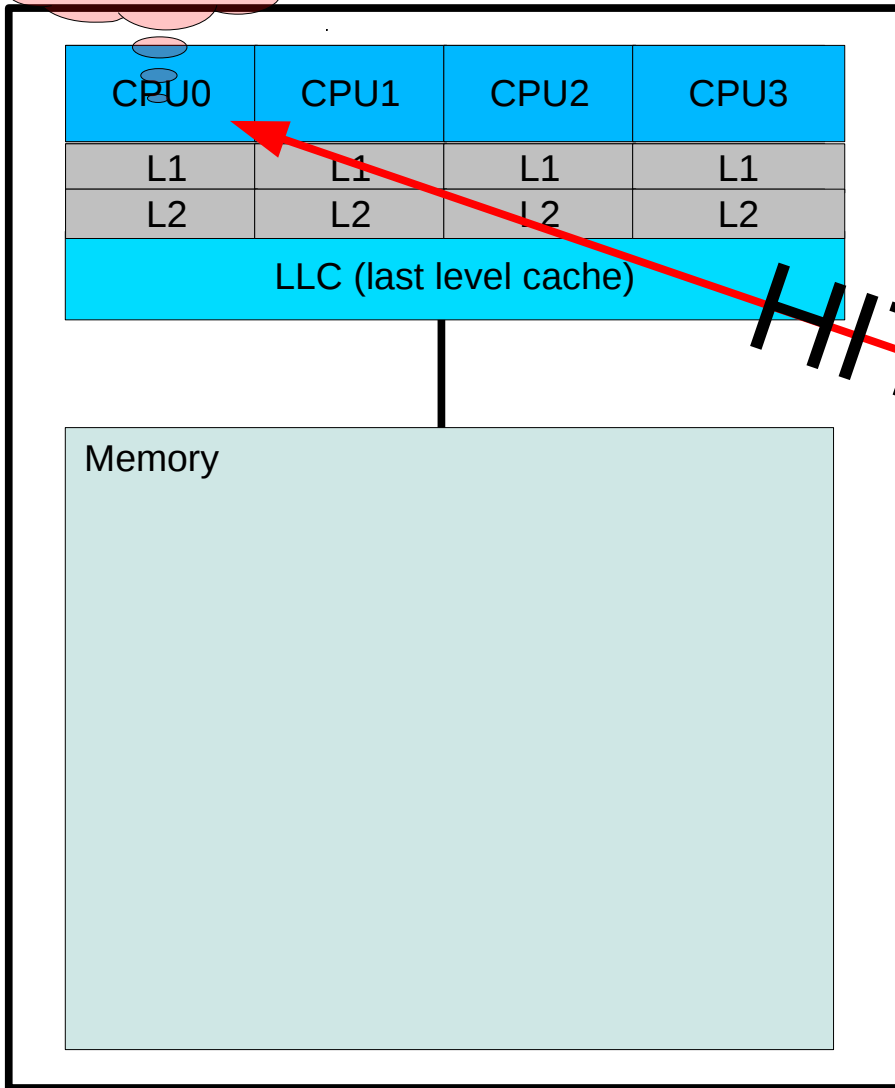 CPU0 CPU1 CPU2 CPU3
L1 L1 L1 L1
L2 L2 L2 L2
LLC (last level cache)
Memory